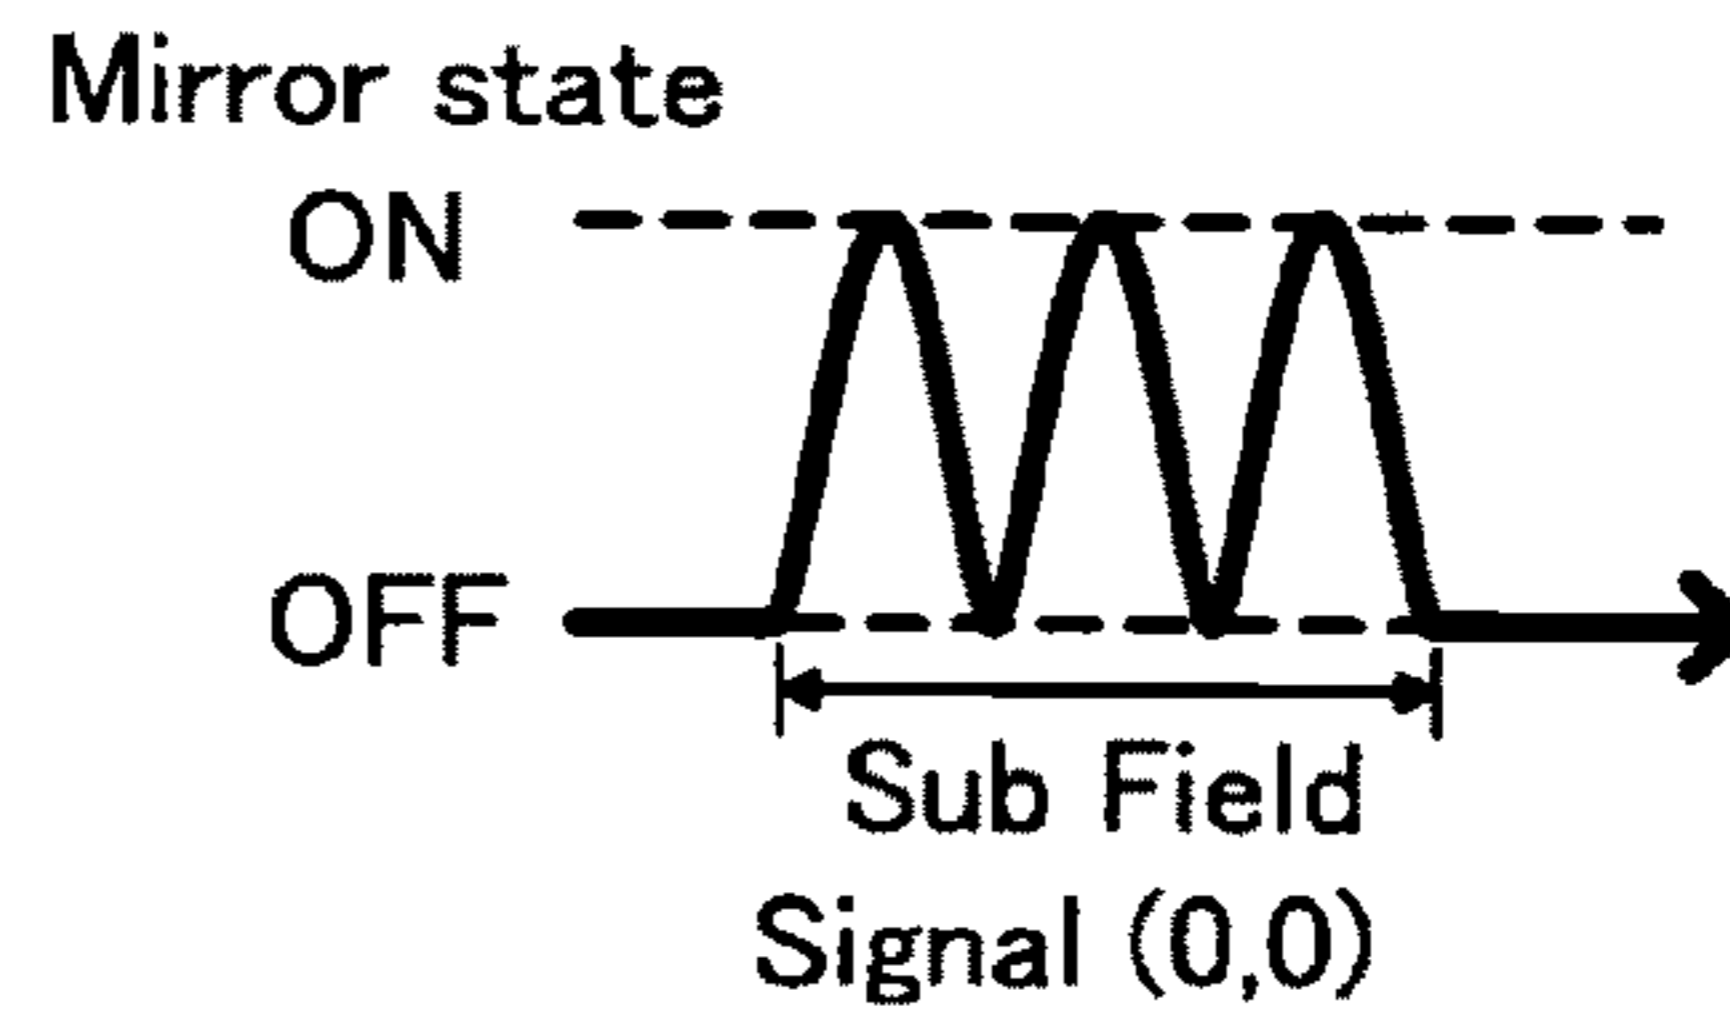 Mirror state
ON
OFF
Sub Field
Signal (0,0)